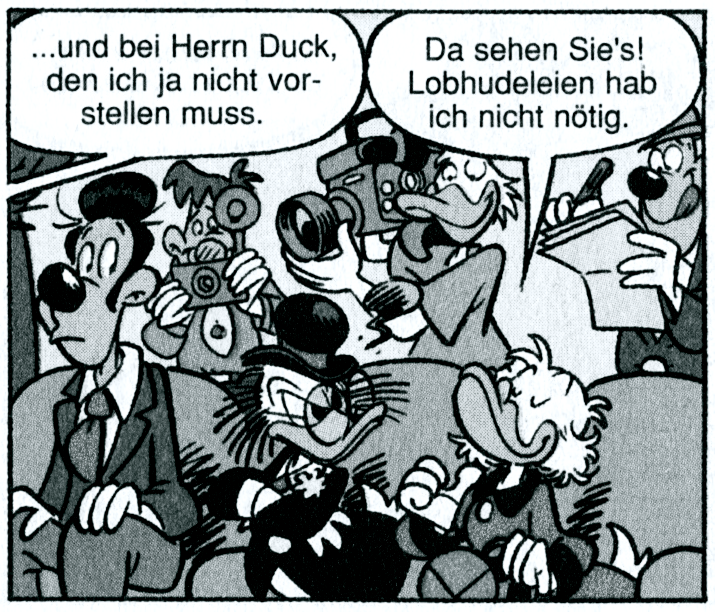 ...und bei Herrn Duck,
den ich ja nicht vor-
stellen muss.
Da sehen Sie's!
Lobhudeleien hab
ich nicht nötig.